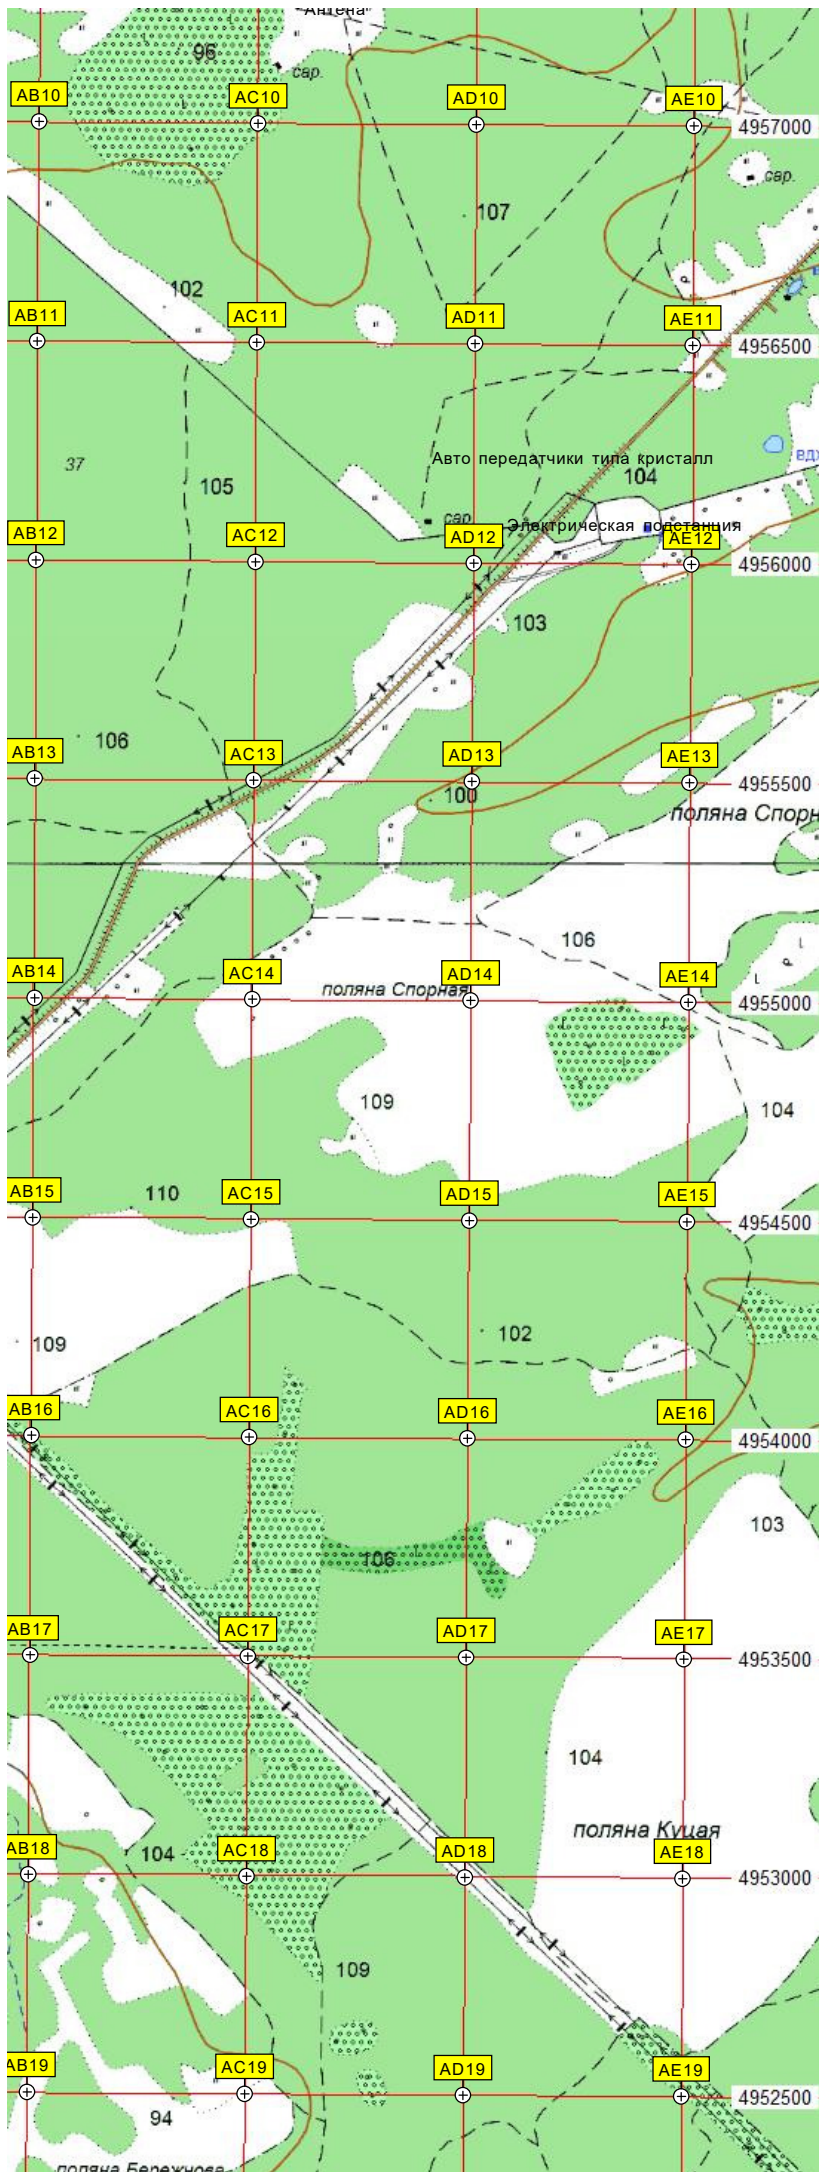 Антена
96
сар.
AB10
AC10
AD10
AE10
4957000
сар.
107
102
AB11
AC11
AD11
AE11
4956500
Авто передатчики типа кристалл
37
105
104
сар.
Электрическая подстанция
AB12
AC12
AD12
AE12
4956000
103
106
AB13
AC13
AD13
AE13
4955500
100
поляна Спорн
106
AB14
AC14
AD14
AE14
поляна Спорная
4955000
109
104
AB15
110
AC15
AD15
AE15
4954500
109
102
AB16
AC16
AD16
AE16
4954000
103
106
AB17
AC17
AD17
AE17
4953500
104
поляна Куцая
104
AB18
AC18
AD18
AE18
4953000
109
AB19
AC19
AD19
AE19
4952500
94
поляна Бережнова